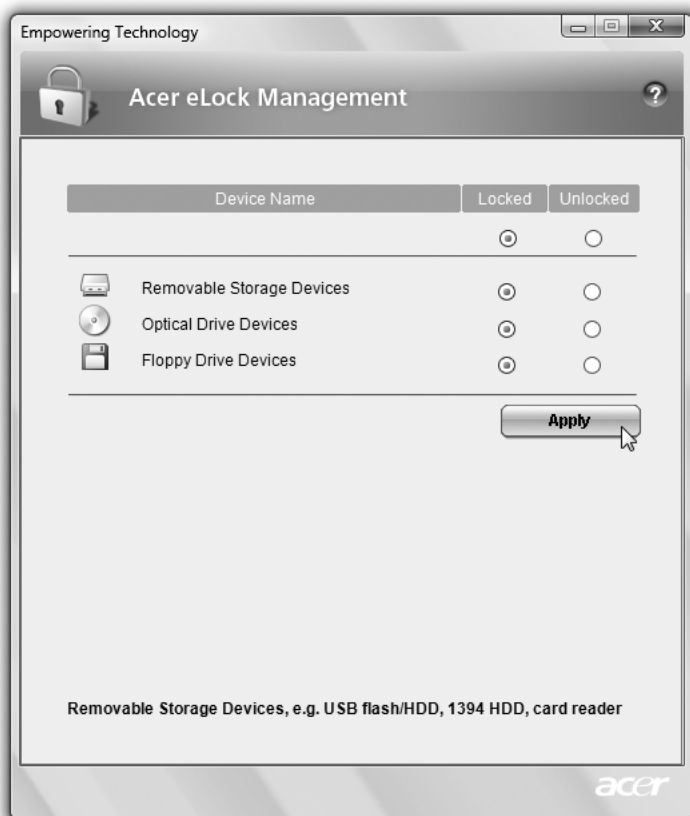 Empowering Technology
Acer eLock Management
?
Device Name Locked Unlocked
Removable Storage Devices
Optical Drive Devices
Floppy Drive Devices
Apply
Removable Storage Devices, e.g. USB flash/HDD, 1394 HDD, card reader
acer